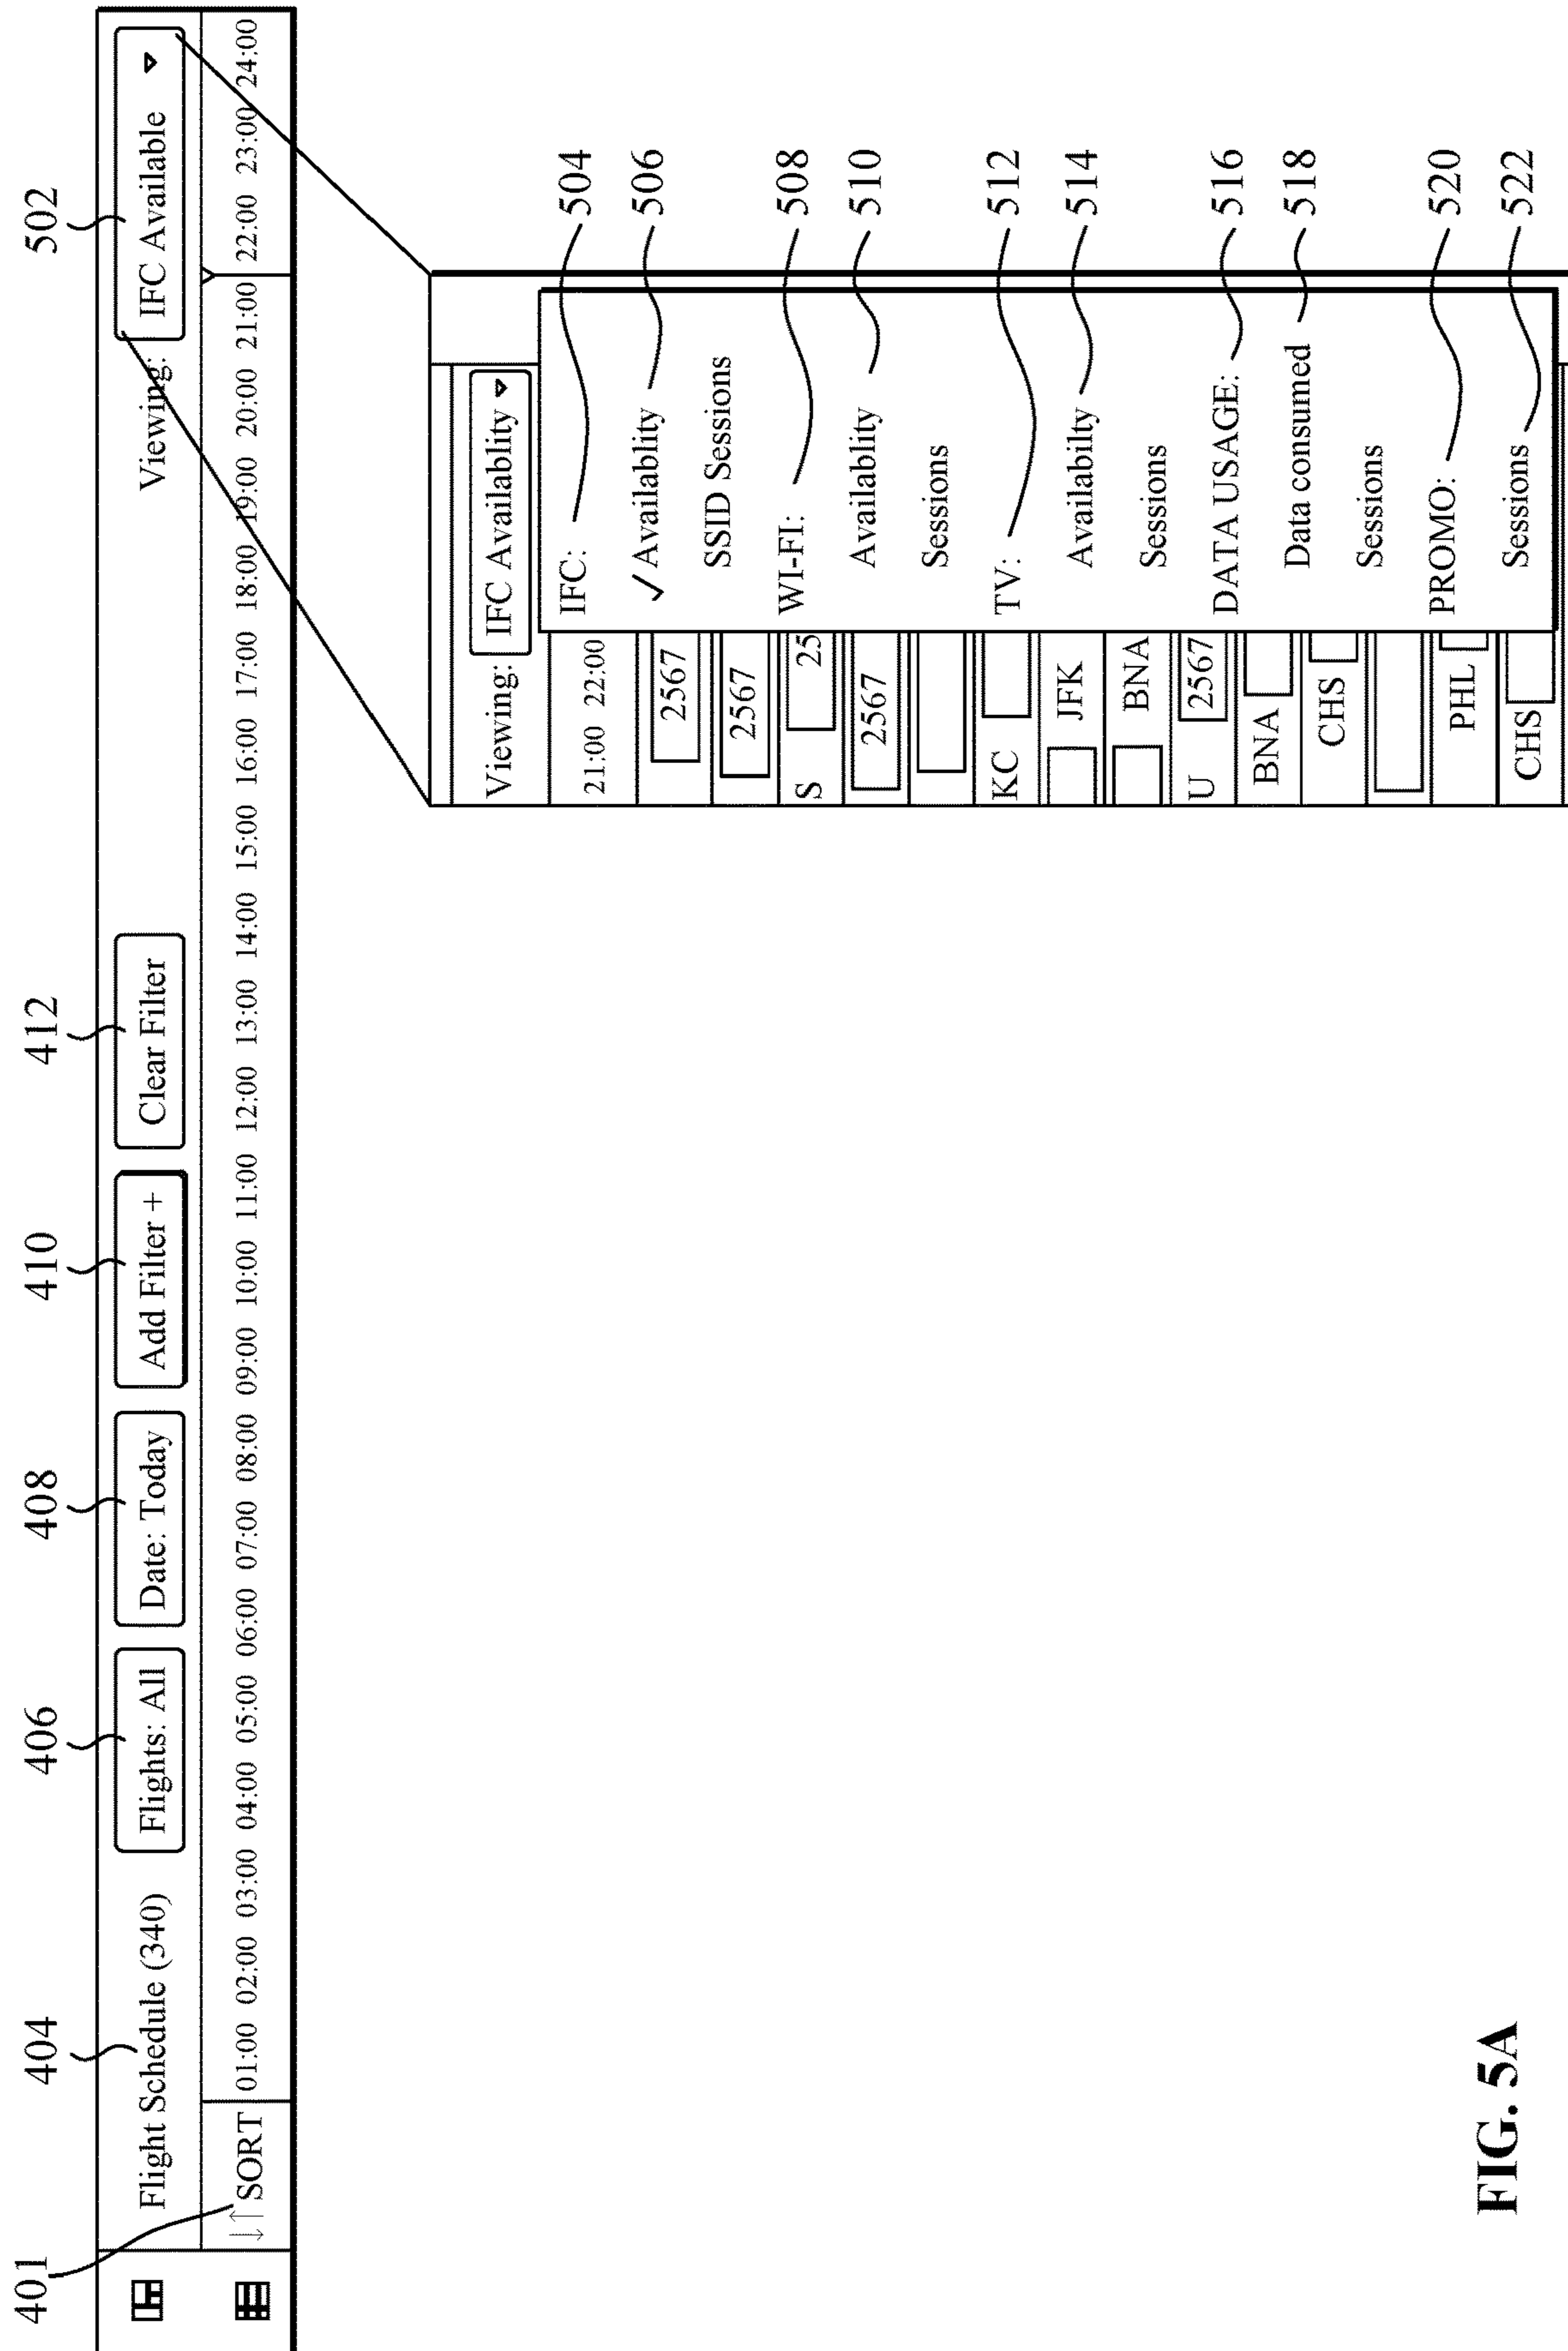 401
404
406
408
410
412
502
Flight Schedule (340)
Flights: All
Date: Today
Add Filter +
Clear Filter
Viewing:
IFC Available
SORT
01:00 02:00 03:00 04:00 05:00 06:00 07:00 08:00 09:00 10:00 11:00 12:00 13:00 14:00 15:00 16:00 17:00 18:00 19:00 20:00 21:00 22:00 23:00 24:00
Viewing: IFC Availablity
21:00 22:00
2567
2567
S 25
2567
KC
JFK
BNA
U 2567
BNA
CHS
PHL
CHS
IFC: 504
✓ Availablity 506
SSID Sessions
WI-FI: 508
Availablity 510
Sessions
TV: 512
Availabilty 514
Sessions
DATA USAGE: 516
Data consumed 518
Sessions
PROMO: 520
Sessions 522
FIG. 5A